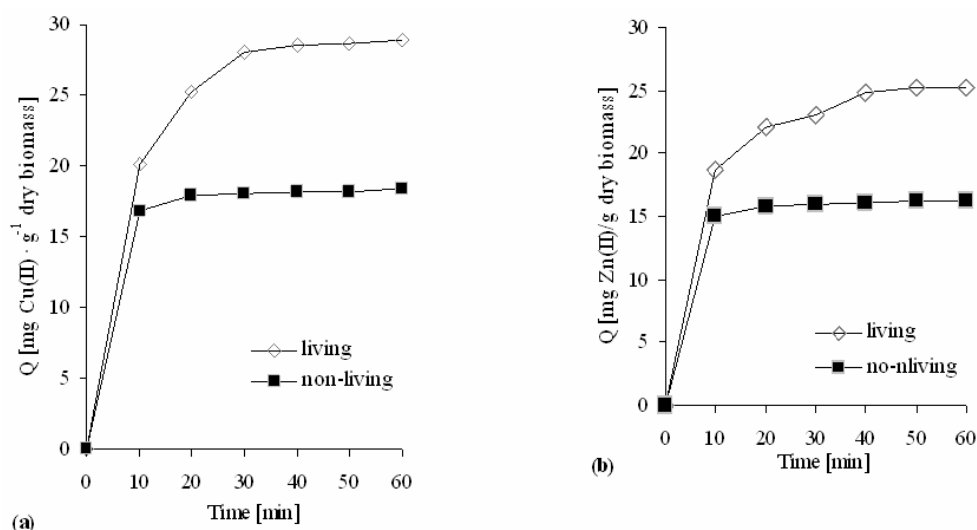 30
25
20
15
10
5
0
Q [mg Cu(II) · g⁻¹ dry biomass]
living
non-living
0 10 20 30 40 50 60
Time [min]
(a)
30
25
20
15
10
5
0
Q [mg Zn(II)/g dry biomass]
living
no-nliving
0 10 20 30 40 50 60
Time [min]
(b)